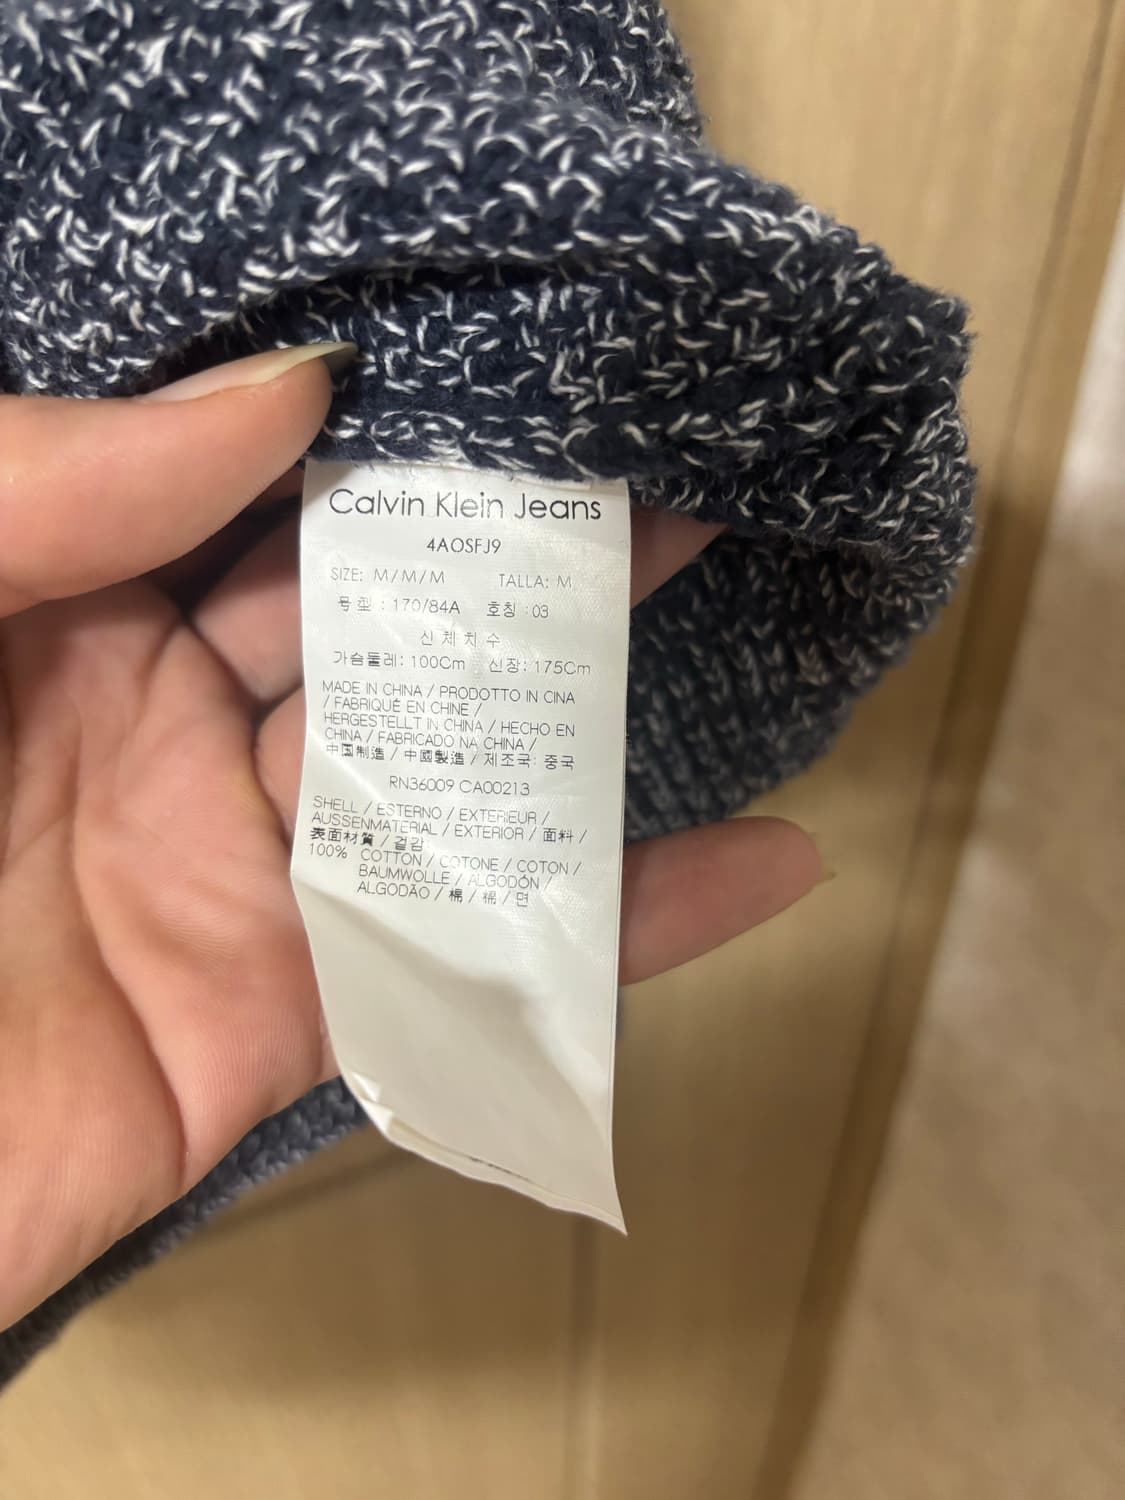 Calvin Klein Jeans
4AOSFJ9
SIZE: M/M/M TALLA: M
号型 : 170/84A 호칭 :03
신 체 치 수
가슴둘레: 100Cm 신장: 175Cm
MADE IN CHINA / PRODOTTO IN CINA
/ FABRIQUÉ EN CHINE /
HERGESTELLT IN CHINA / HECHO EN
CHINA / FABRICADO NA CHINA /
中国制造 / 中國製造 / 제조국: 중국
RN36009 CA00213
SHELL / ESTERNO / EXTERIEUR /
AUSSENMATERIAL / EXTERIOR / 面料 /
表面材質 / 겉감
100% COTTON / COTONE / COTON /
BAUMWOLLE / ALGODÓN /
ALGODÃO / 棉 / 棉 / 면